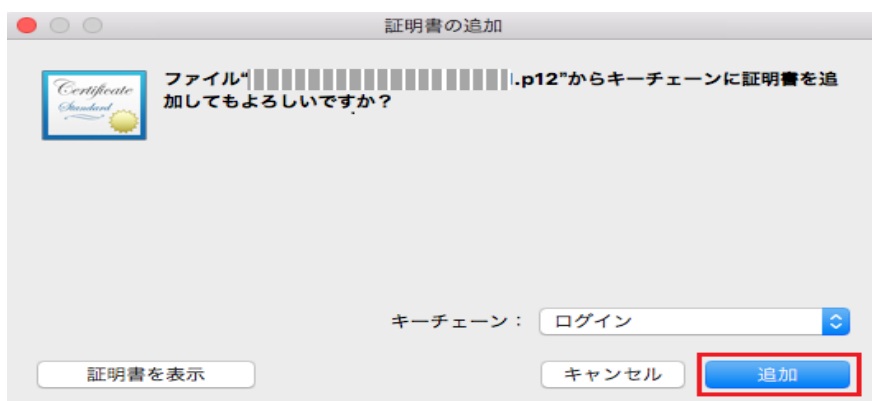 証明書の追加
Certificate
Standard
ファイル“.p12”からキーチェーンに証明書を追
加してもよろしいですか？
キーチェーン： ログイン
証明書を表示 キャンセル 追加